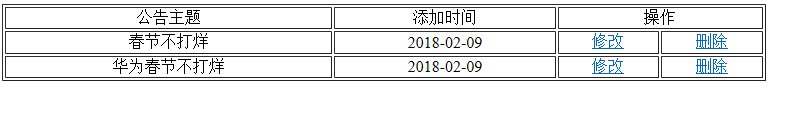 公告主题 添加时间 操作
春节不打烊 2018-02-09 修改 删除
华为春节不打烊 2018-02-09 修改 删除